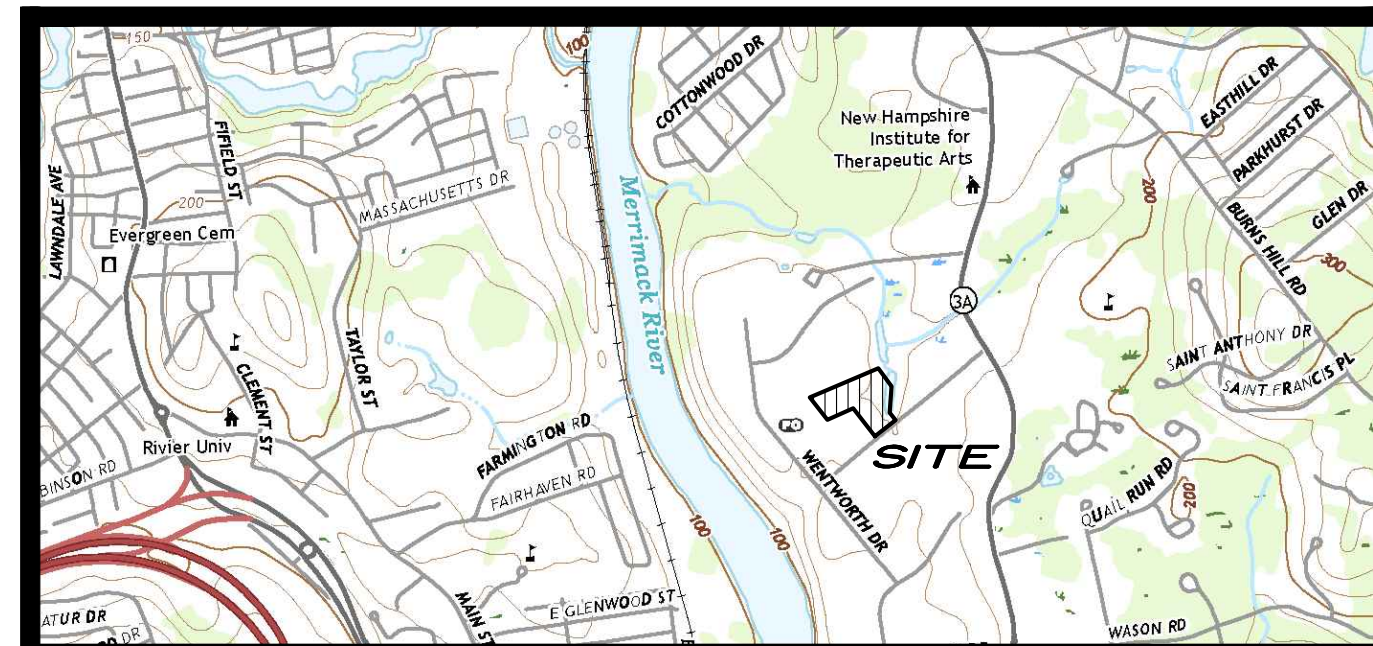 150
100
COTTONWOOD DR
New Hampshire
Institute for
Therapeutic Arts
EASTHILL DR
PARKHURST DR
GLEN DR
BURNS HILL RD
200
300
FIFIELD ST
LAWNDALE AVE
MASSACHUSETTS DR
200
Evergreen Cem
Merrimack River
3A
SAINT ANTHONY DR
SAINT FRANCIS PL
TAYLOR ST
CLEMENT ST
Rivier Univ
BINSON RD
FARMINGTON RD
FAIRHAVEN RD
SITE
WENTWORTH DR
QUAIL RUN RD
200
100
100
MAIN ST
E GLENWOOD ST
ATUR DR
OD DR
WASON RD